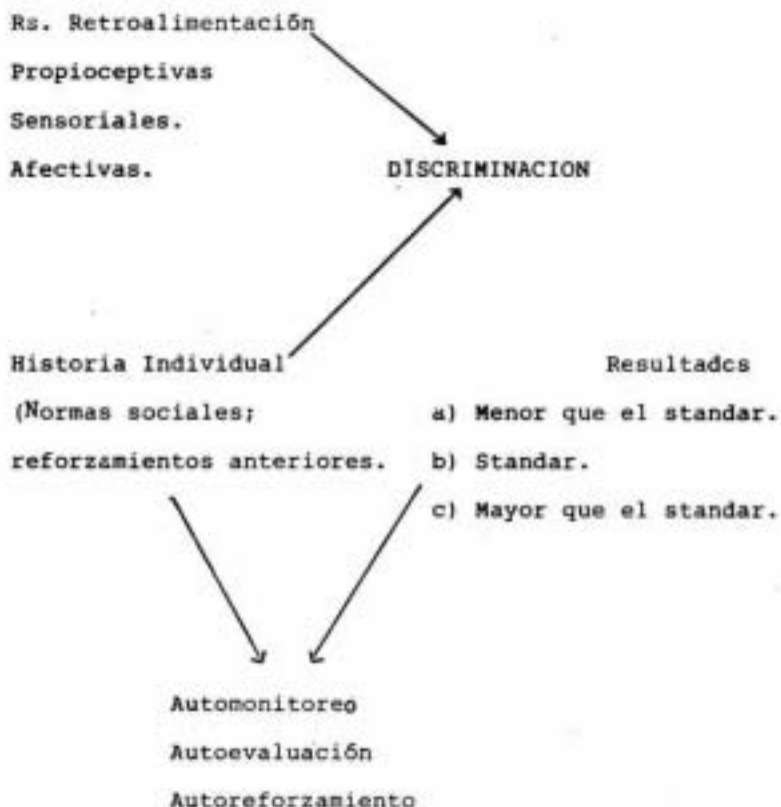 Rs. Retroalimentación
Propioceptivas
Sensoriales.
Afectivas.
DISCRIMINACION
Historia Individual
(Normas sociales;
reforzamientos anteriores.
Resultados
a) Menor que el standar.
b) Standar.
c) Mayor que el standar.
Automonitoreo
Autoevaluación
Autoreforzamiento